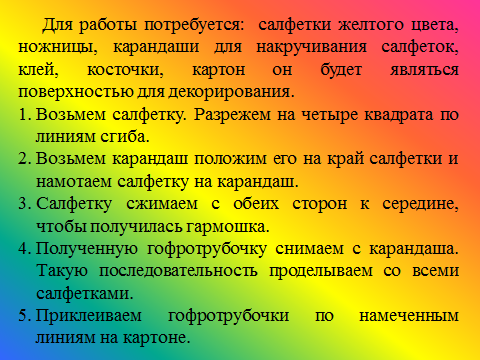 Для работы потребуется: салфетки желтого цвета,
ножницы, карандаши для накручивания салфеток,
клей, косточки, картон он будет являться
поверхностью для декорирования.
1. Возьмем салфетку. Разрежем на четыре квадрата по
линиям сгиба.
2. Возьмем карандаш положим его на край салфетки и
намотаем салфетку на карандаш.
3. Салфетку сжимаем с обеих сторон к середине,
чтобы получилась гармошка.
4. Полученную гофротрубочку снимаем с карандаша.
Такую последовательность проделываем со всеми
салфетками.
5. Приклеиваем гофротрубочки по намеченным
линиям на картоне.